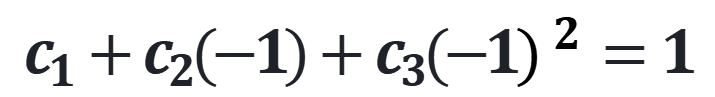 c₁ + c₂(−1) + c₃(−1)² = 1